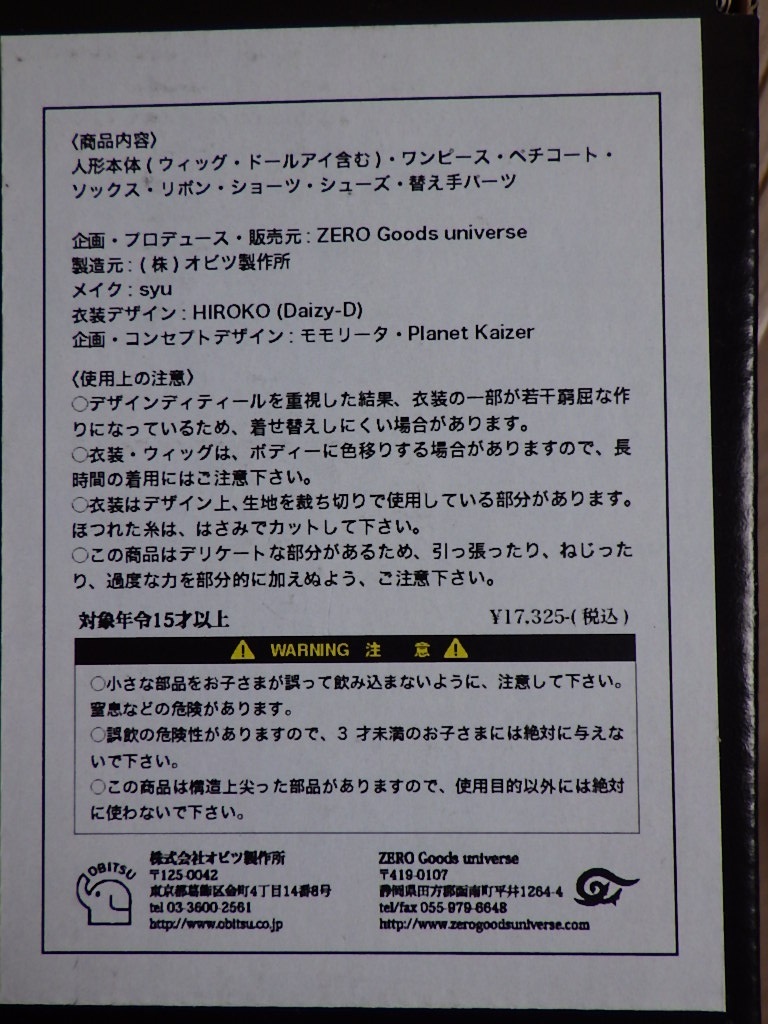 〈商品内容〉
人形本体(ウィッグ・ドールアイ含む)・ワンピース・ペチコート・
ソックス・リボン・ショーツ・シューズ・替え手パーツ
企画・プロデュース・販売元:ZERO Goods universe
製造元:(株)オビツ製作所
メイク:syu
衣装デザイン:HIROKO (Daizy-D)
企画・コンセプトデザイン:モモリータ・Planet Kaizer
〈使用上の注意〉
○デザインディティールを重視した結果、衣装の一部が若干窮屈な作
りになっているため、着せ替えしにくい場合があります。
○衣装・ウィッグは、ボディーに色移りする場合がありますので、長
時間の着用にはご注意下さい。
○衣装はデザイン上、生地を裁ち切りで使用している部分があります。
ほつれた糸は、はさみでカットして下さい。
○この商品はデリケートな部分があるため、引っ張ったり、ねじった
り、過度な力を部分的に加えぬよう、ご注意下さい。
対象年令15才以上 ¥17.325-(税込)
WARNING 注 意
○小さな部品をお子さまが誤って飲み込まないように、注意して下さい。
窒息などの危険があります。
○誤飲の危険性がありますので、3才未満のお子さまには絶対に与えな
いで下さい。
○この商品は構造上尖った部品がありますので、使用目的以外には絶対
に使わないで下さい。
OBITSU
株式会社オビツ製作所
〒125-0042
東京都葛飾区金町4丁目14番8号
tel 03-3600-2561
http://www.obitsu.co.jp
ZERO Goods universe
〒419-0107
静岡県田方郡函南町平井1264-4
tel/fax 055-979-6648
http://www.zerogoodsuniverse.com